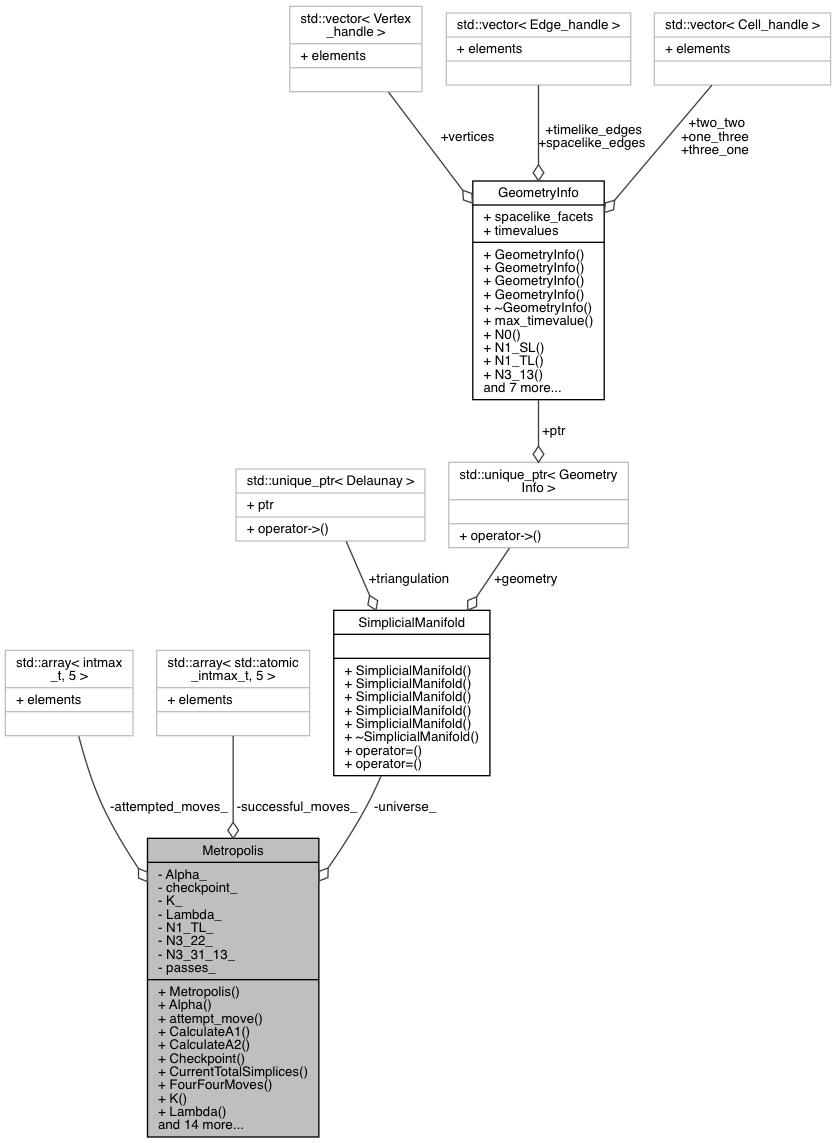 std::vector< Vertex
_handle >
+ elements
std::vector< Edge_handle >
+ elements
std::vector< Cell_handle >
+ elements
+vertices
+timelike_edges
+spacelike_edges
+two_two
+one_three
+three_one
GeometryInfo
+ spacelike_facets
+ timevalues
+ GeometryInfo()
+ GeometryInfo()
+ GeometryInfo()
+ GeometryInfo()
+ ~GeometryInfo()
+ max_timevalue()
+ N0()
+ N1_SL()
+ N1_TL()
+ N3_13()
and 7 more...
+ptr
std::unique_ptr< Delaunay >
+ ptr
+ operator->()
std::unique_ptr< Geometry
Info >
+ operator->()
+triangulation
+geometry
SimplicialManifold
+ SimplicialManifold()
+ SimplicialManifold()
+ SimplicialManifold()
+ SimplicialManifold()
+ SimplicialManifold()
+ ~SimplicialManifold()
+ operator=()
+ operator=()
std::array< intmax
_t, 5 >
+ elements
std::array< std::atomic
_intmax_t, 5 >
+ elements
-attempted_moves_
-successful_moves_
-universe_
Metropolis
- Alpha_
- checkpoint_
- K_
- Lambda_
- N1_TL_
- N3_22_
- N3_31_13_
- passes_
+ Metropolis()
+ Alpha()
+ attempt_move()
+ CalculateA1()
+ CalculateA2()
+ Checkpoint()
+ CurrentTotalSimplices()
+ FourFourMoves()
+ K()
+ Lambda()
and 14 more...